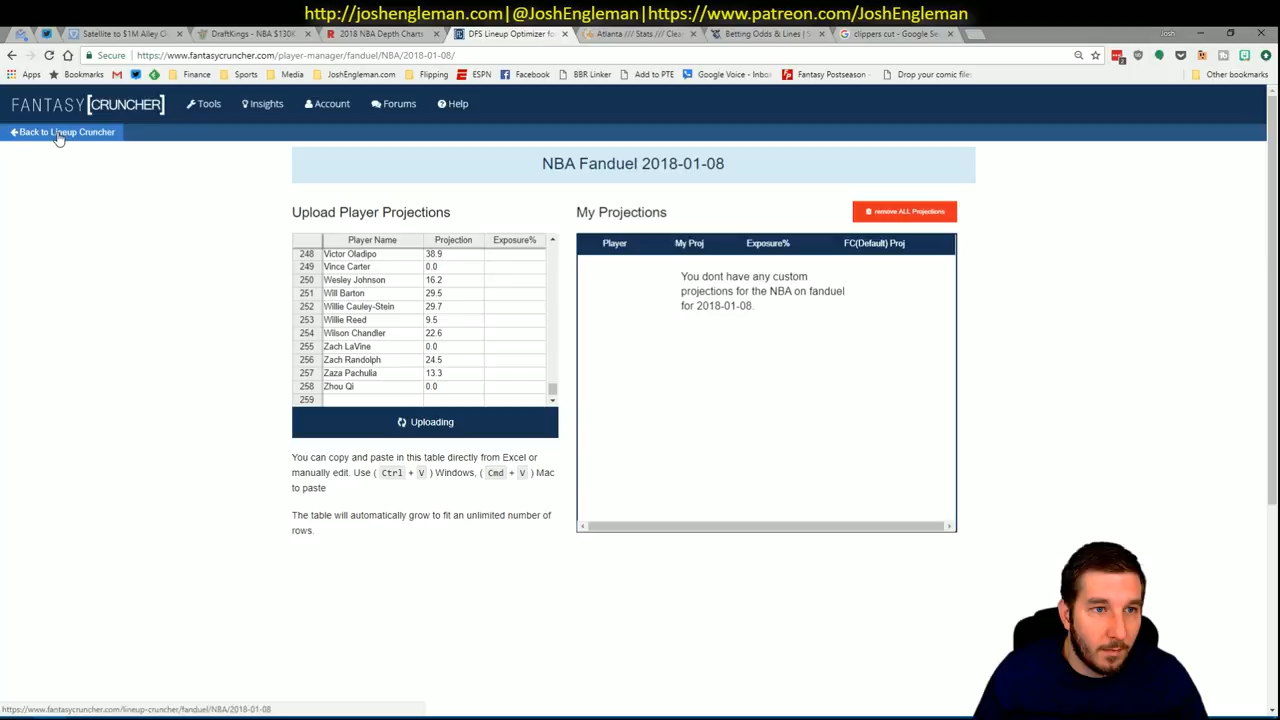 http://joshengleman.com|@JoshEngleman|https://www.patreon.com/JoshEngleman
Satellite to $1M Alley O
DraftKings - NBA $130K
2018 NBA Depth Charts
DFS Lineup Optimizer for
Atlanta /// Stats /// Clea
Betting Odds & Lines | S
clippers cut - Google Se
Josh
Secure
https://www.fantasycruncher.com/player-manager/fanduel/NBA/2018-01-08/
Apps
Bookmarks
Finance
Sports
Media
JoshEngleman.com
Flipping
ESPN
Facebook
BBR Linker
Add to PTE
Google Voice - Inbo
Fantasy Postseason -
Drop your comic files
Other bookmarks
FANTASY[CRUNCHER]
Tools
Insights
Account
Forums
Help
Back to Lineup Cruncher
NBA Fanduel 2018-01-08
Upload Player Projections
My Projections
remove ALL Projections
Player Name Projection Exposure%
248 Victor Oladipo 38.9
249 Vince Carter 0.0
250 Wesley Johnson 16.2
251 Will Barton 29.5
252 Willie Cauley-Stein 29.7
253 Willie Reed 9.5
254 Wilson Chandler 22.6
255 Zach LaVine 0.0
256 Zach Randolph 24.5
257 Zaza Pachulia 13.3
258 Zhou Qi 0.0
259
Uploading
You can copy and paste in this table directly from Excel or
manually edit. Use ( Ctrl + V ) Windows, ( Cmd + V ) Mac
to paste
The table will automatically grow to fit an unlimited number of
rows.
Player My Proj Exposure% FC(Default) Proj
You dont have any custom
projections for the NBA on fanduel
for 2018-01-08.
https://www.fantasycruncher.com/lineup-cruncher/fanduel/NBA/2018-01-08